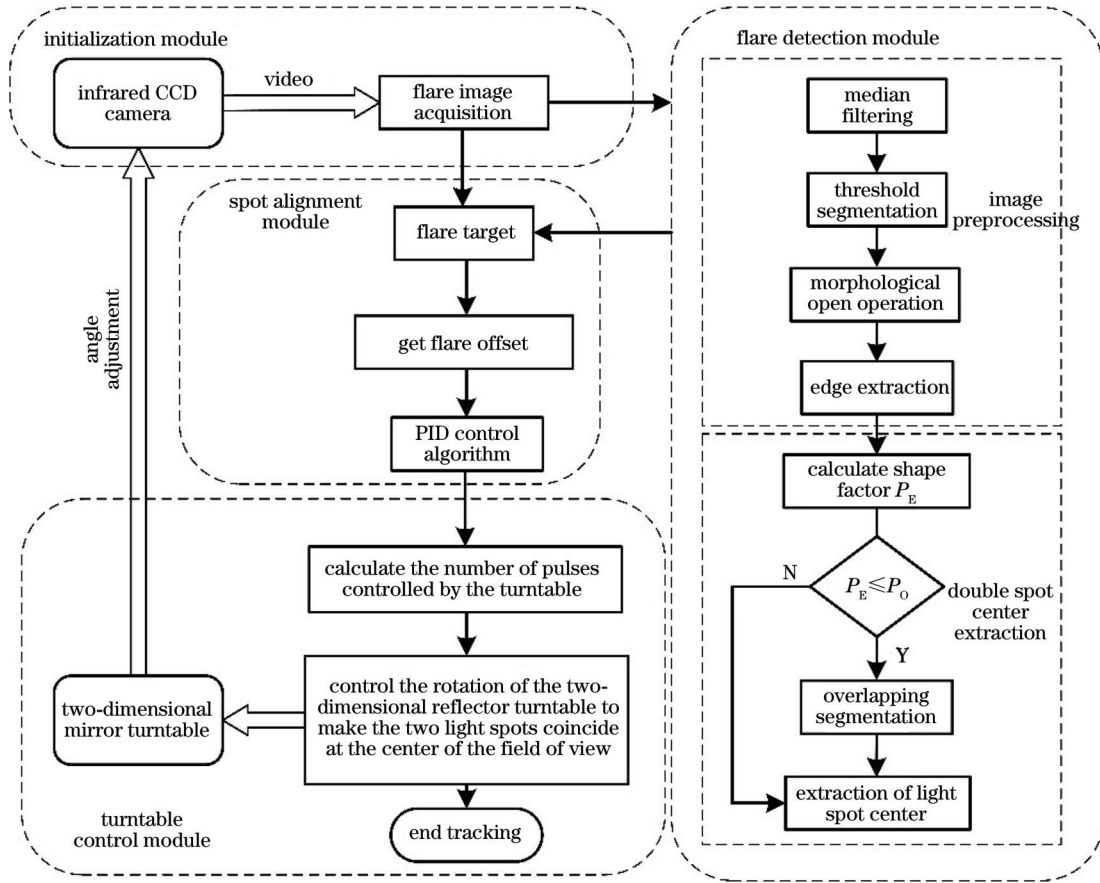 initialization module
infrared CCD
camera
video
flare image
acquisition
spot alignment
module
flare target
get flare offset
PID control
algorithm
angle
adjustment
calculate the number of pulses
controlled by the turntable
control the rotation of the two-
dimensional reflector turntable to
make the two light spots coincide
at the center of the field of view
two-dimensional
mirror turntable
end tracking
turntable
control module
flare detection module
median
filtering
threshold
segmentation
image
preprocessing
morphological
open operation
edge extraction
calculate shape
factor P_E
P_E≤P_O
N
Y
double spot
center
extraction
overlapping
segmentation
extraction of light
spot center